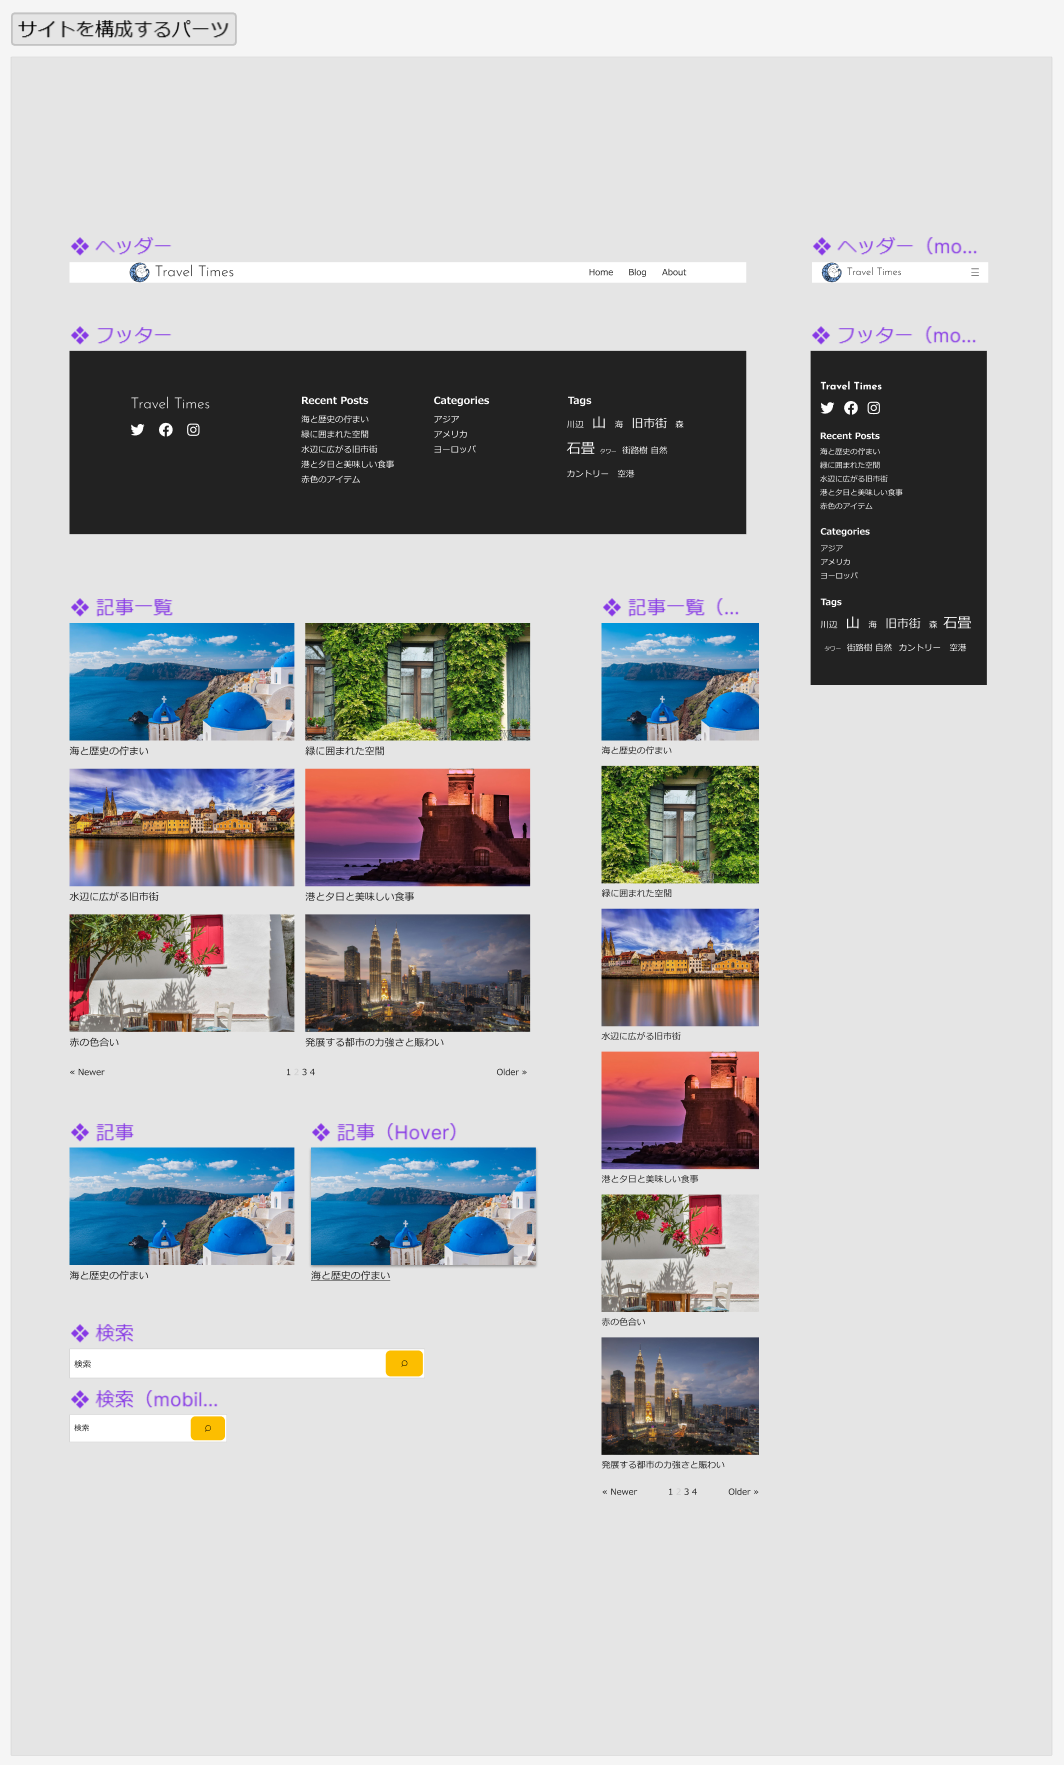 サイトを構成するパーツ
ヘッダー
Travel Times
Home Blog About
ヘッダー（mo...
Travel Times
フッター
Travel Times
Recent Posts
海と歴史の佇まい
緑に囲まれた空間
水辺に広がる旧市街
港と夕日と美味しい食事
赤色のアイテム
Categories
アジア
アメリカ
ヨーロッパ
Tags
川辺 山 海 旧市街 森
石畳 タワー 街路樹 自然
カントリー 空港
フッター（mo...
Travel Times
Recent Posts
海と歴史の佇まい
緑に囲まれた空間
水辺に広がる旧市街
港と夕日と美味しい食事
赤色のアイテム
Categories
アジア
アメリカ
ヨーロッパ
Tags
川辺 山 海 旧市街 森 石畳
タワー 街路樹 自然 カントリー 空港
記事一覧
海と歴史の佇まい
緑に囲まれた空間
水辺に広がる旧市街
港と夕日と美味しい食事
赤の色合い
発展する都市の力強さと賑わい
« Newer 1 2 3 4 Older »
記事一覧（...
海と歴史の佇まい
緑に囲まれた空間
水辺に広がる旧市街
港と夕日と美味しい食事
赤の色合い
発展する都市の力強さと賑わい
« Newer 1 2 3 4 Older »
記事
海と歴史の佇まい
記事（Hover）
海と歴史の佇まい
検索
検索
検索（mobil...
検索